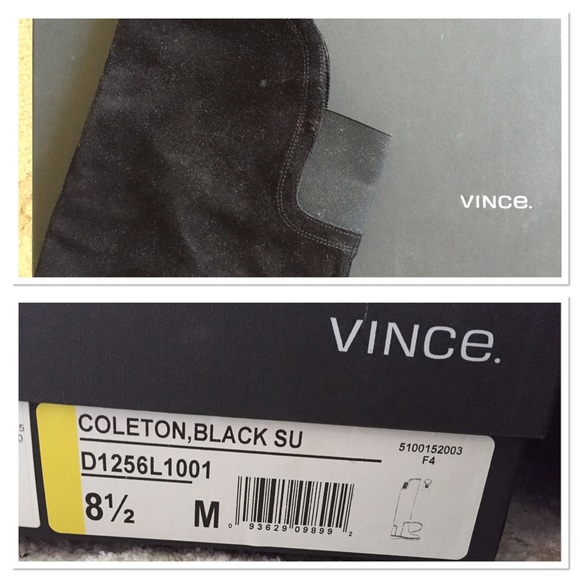 VINCE.
VINCE.
COLETON,BLACK SU
5100152003
F4
D1256L1001
8½ M
0 93629 09899 2